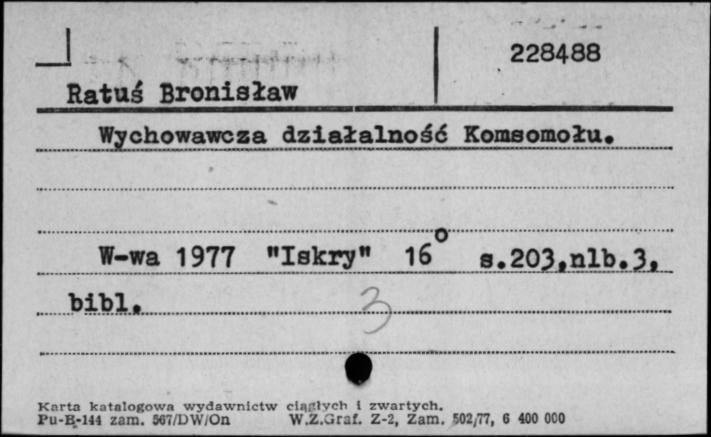 228488
Ratuś Bronisław
Wychowawcza działalność Komsomołu.
W-wa 1977 "Iskry" 16° s.203,nlb.3,
bibl.
3
Karta katalogowa wydawnictw ciągłych i zwartych.
Pu-B-144 zam. 567/DW/On W.Z.Graf. Z-2, Zam. 502/77, 6 400 000